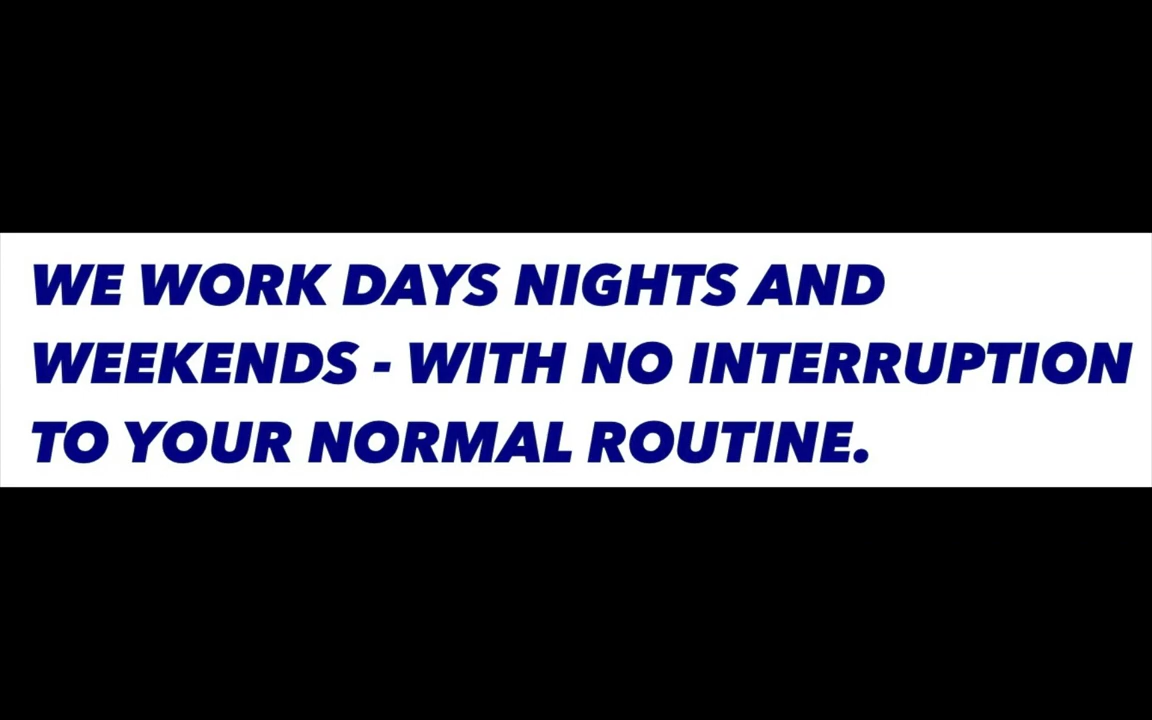 WE WORK DAYS NIGHTS AND
WEEKENDS - WITH NO INTERRUPTION
TO YOUR NORMAL ROUTINE.